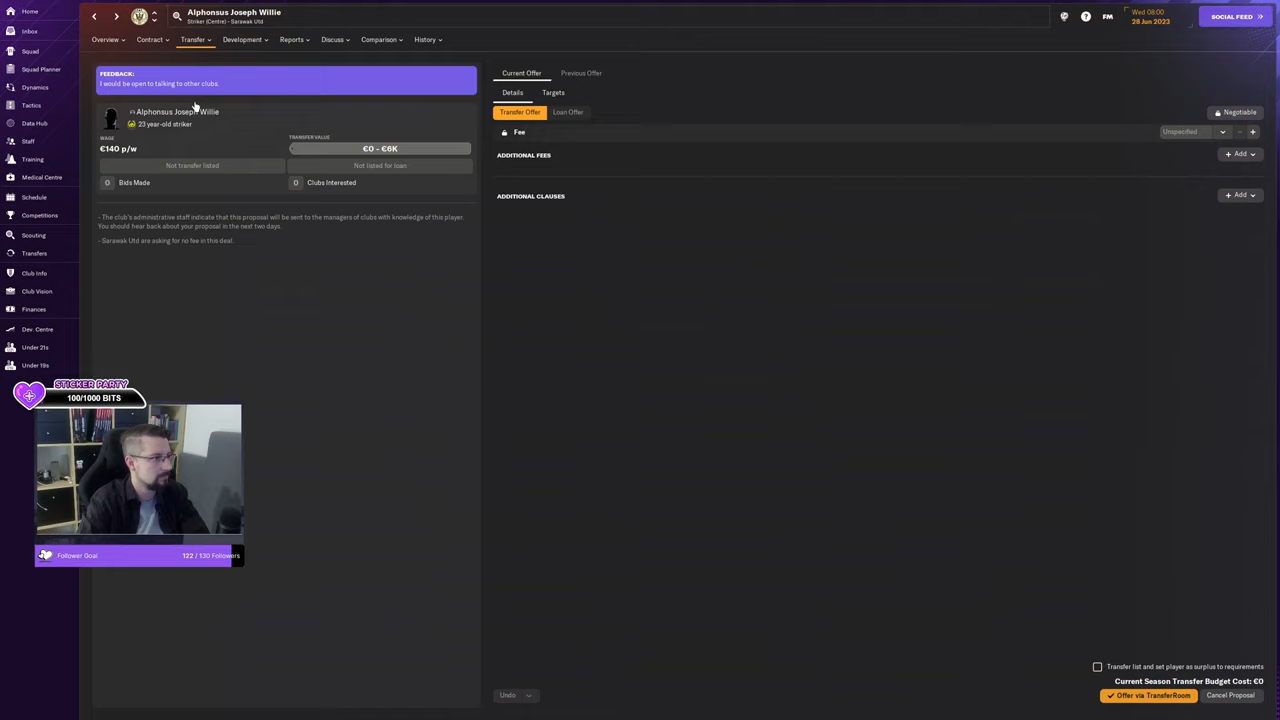 Home
Inbox
Squad
Squad Planner
Dynamics
Tactics
Data Hub
Staff
Training
Medical Centre
Schedule
Competitions
Scouting
Transfers
Club Info
Club Vision
Finances
Dev. Centre
Under 21s
Under 19s
Alphonsus Joseph Willie
Striker (Centre) - Sarawak Utd
FM
Wed 08:00
28 Jun 2023
SOCIAL FEED
Overview
Contract
Transfer
Development
Reports
Discuss
Comparison
History
FEEDBACK:
I would be open to talking to other clubs.
Alphonsus Joseph Willie
23 year-old striker
WAGE
€140 p/w
TRANSFER VALUE
€0 - €6K
Not transfer listed
Not listed for loan
0 Bids Made
0 Clubs Interested
- The club's administrative staff indicate that this proposal will be sent to the managers of clubs with knowledge of this player.
You should hear back about your proposal in the next two days.
- Sarawak Utd are asking for no fee in this deal.
Current Offer
Previous Offer
Details
Targets
Transfer Offer
Loan Offer
Negotiable
Fee
Unspecified
ADDITIONAL FEES
+ Add
ADDITIONAL CLAUSES
+ Add
STICKER PARTY
100/1000 BITS
Follower Goal
122 / 130 Followers
Undo
Transfer list and set player as surplus to requirements
Current Season Transfer Budget Cost: €0
Offer via TransferRoom
Cancel Proposal